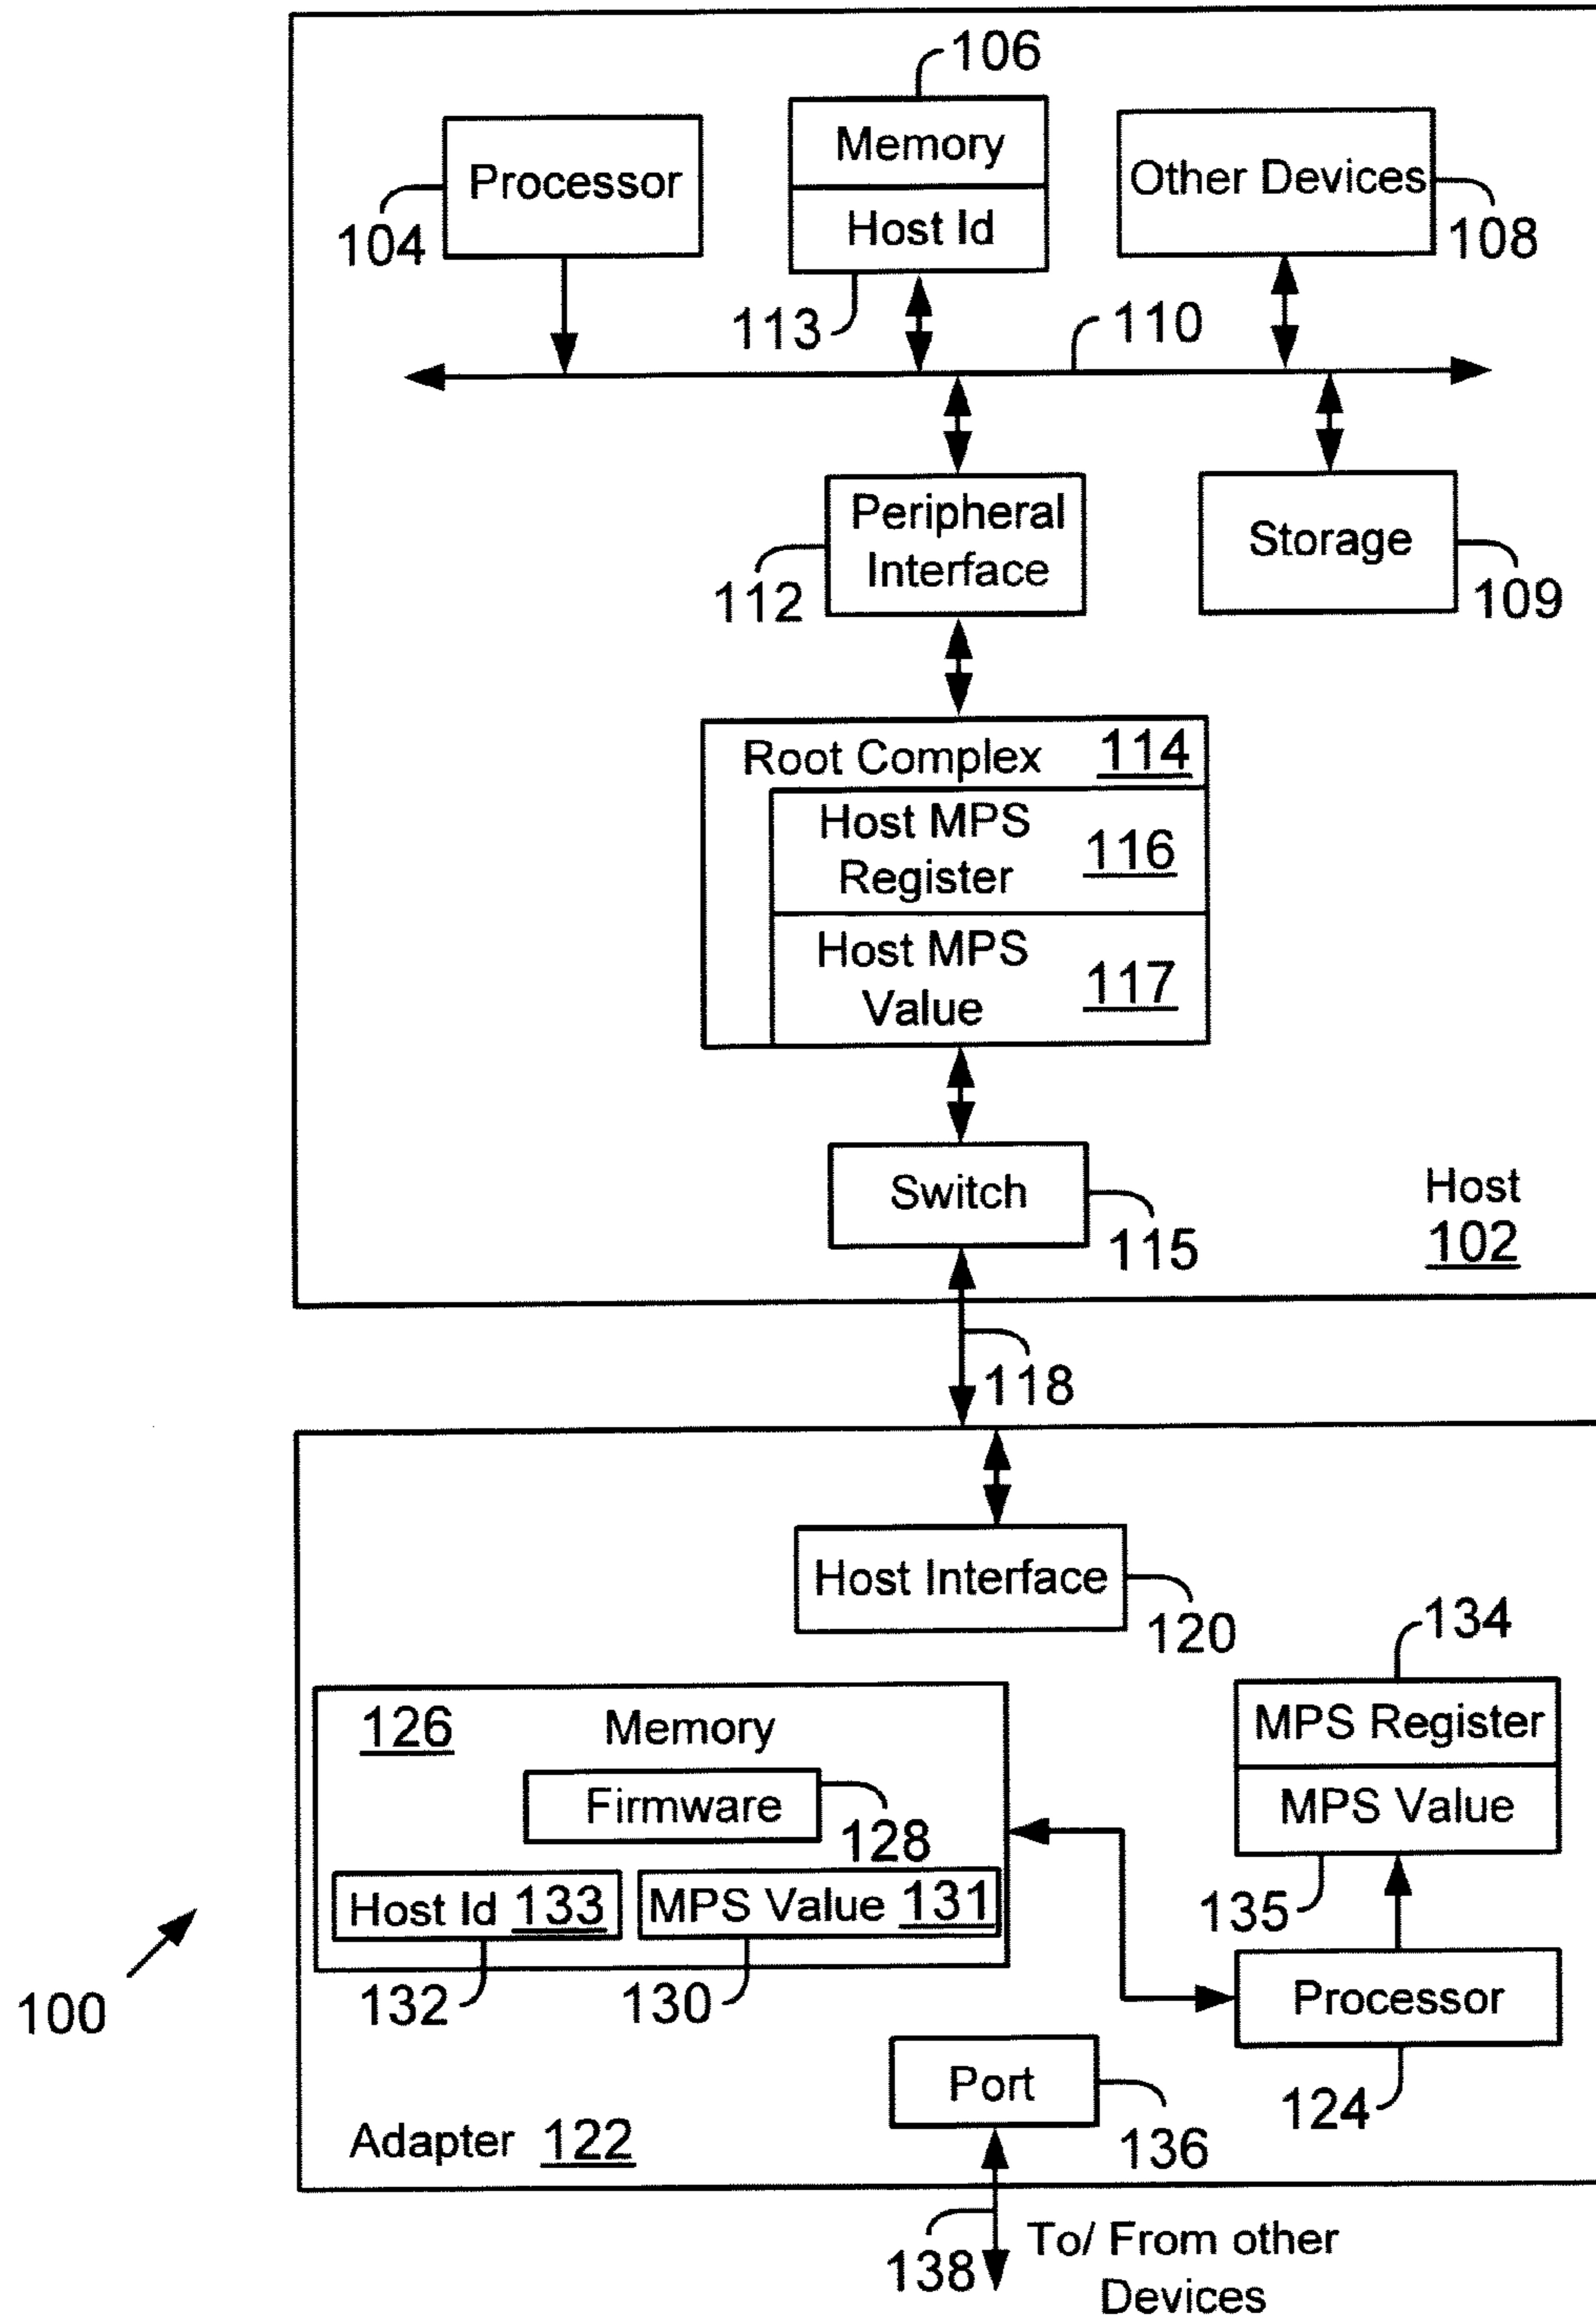 106
Processor
Memory
Host Id
Other Devices
104
108
113
110
Peripheral
Interface
Storage
112
109
Root Complex 114
Host MPS
Register
116
Host MPS
Value
117
Switch
115
Host
102
118
Host Interface
120
134
126 Memory
MPS Register
MPS Value
Firmware
128
Host Id 133
MPS Value 131
135
132
130
Processor
100
Port
124
136
Adapter 122
138
To/ From other
Devices